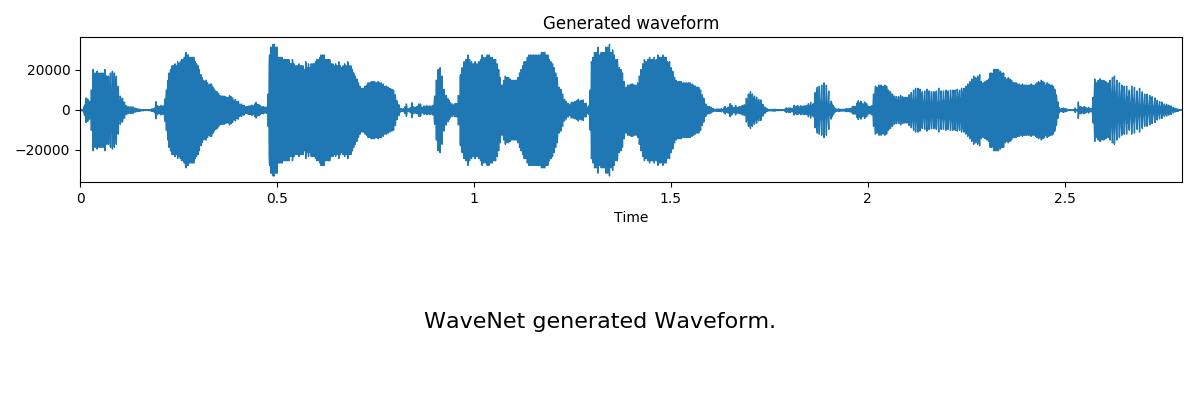 Generated waveform
20000
0
−20000
0 0.5 1 1.5 2 2.5
Time
WaveNet generated Waveform.